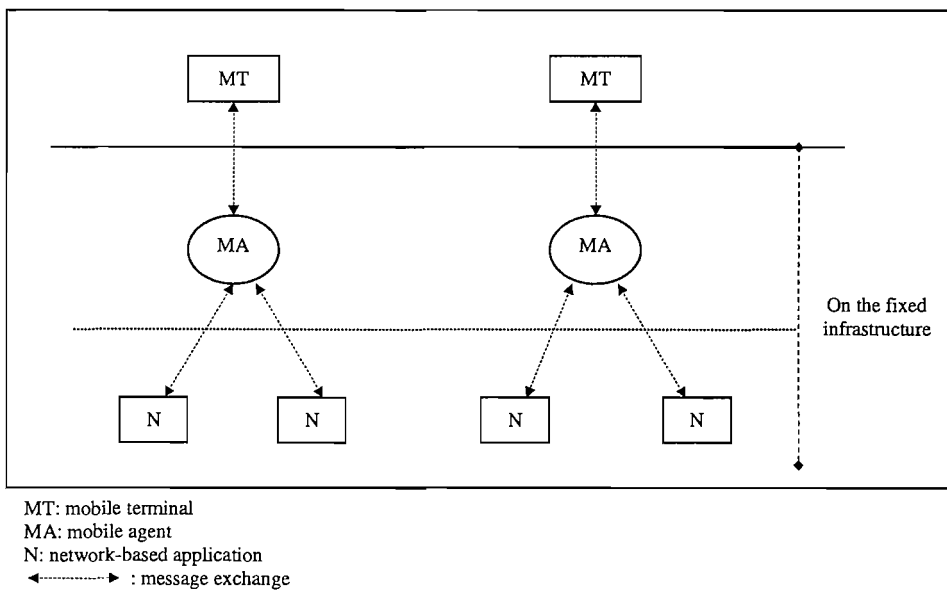 MT
MT
MA
MA
On the fixed
infrastructure
N
N
N
N
MT: mobile terminal
MA: mobile agent
N: network-based application
: message exchange